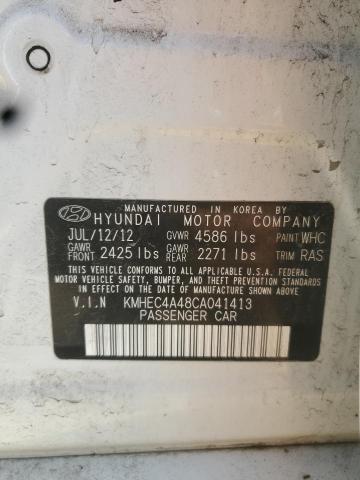 MANUFACTURED IN KOREA BY
HYUNDAI MOTOR COMPANY
JUL/12/12 GVWR 4586 lbs PAINT WHC
GAWR FRONT 2425 lbs GAWR REAR 2271 lbs TRIM RAS
THIS VEHICLE CONFORMS TO ALL APPLICABLE U.S.A. FEDERAL
MOTOR VEHICLE SAFETY, BUMPER, AND THEFT PREVENTION STANDARDS
IN EFFECT ON THE DATE OF MANUFACTURE SHOWN ABOVE.
V.I.N KMHEC4A48CA041413
PASSENGER CAR